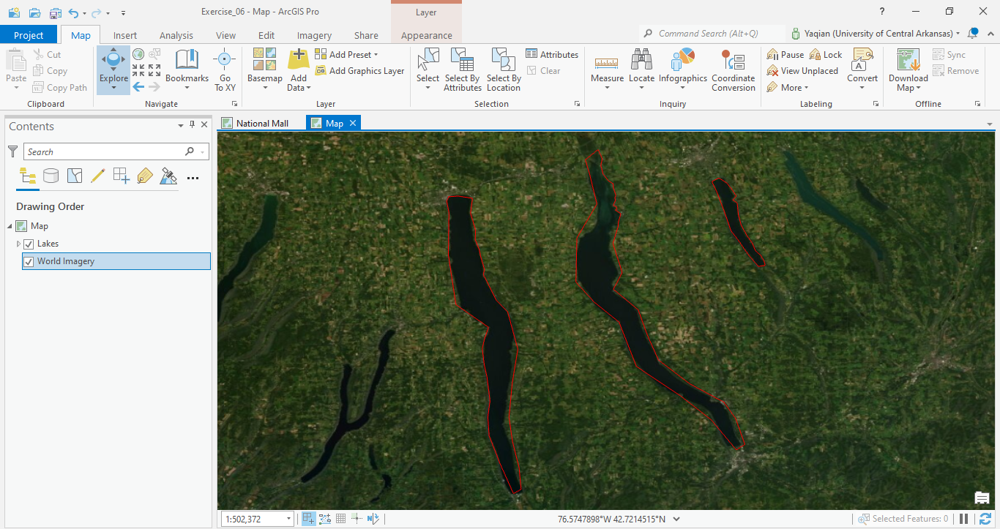 Exercise_06 - Map - ArcGIS Pro
Layer
?
Project
Map
Insert
Analysis
View
Edit
Imagery
Share
Appearance
Command Search (Alt+Q)
Yaqian (University of Central Arkansas)
Paste
Cut
Copy
Copy Path
Clipboard
Explore
Bookmarks
Go
To XY
Navigate
Basemap
Add
Data
Add Preset
Add Graphics Layer
Layer
Select
Select By
Attributes
Select By
Location
Attributes
Clear
Selection
Measure
Locate
Infographics
Coordinate
Conversion
Inquiry
Pause
Lock
View Unplaced
More
A
Convert
Labeling
Download
Map
Sync
Remove
Offline
Contents
Search
Drawing Order
Map
Lakes
World Imagery
National Mall
Map
1:502,372
N
76.5747898°W 42.7214515°N
Selected Features: 0